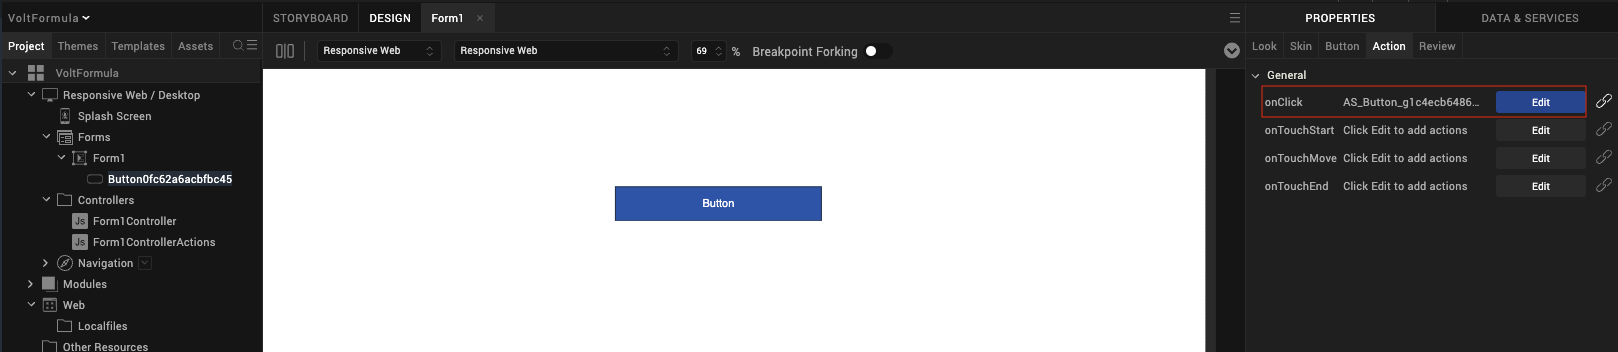 VoltFormula
Project Themes Templates Assets
VoltFormula
Responsive Web / Desktop
Splash Screen
Forms
Form1
Button0fc62a6acbfbc45
Controllers
Js Form1Controller
Js Form1ControllerActions
Navigation
Modules
Web
Localfiles
Other Resources
STORYBOARD DESIGN Form1 ×
Responsive Web Responsive Web 69 % Breakpoint Forking
Button
PROPERTIES DATA & SERVICES
Look Skin Button Action Review
General
onClick AS_Button_g1c4ecb6486... Edit
onTouchStart Click Edit to add actions Edit
onTouchMove Click Edit to add actions Edit
onTouchEnd Click Edit to add actions Edit